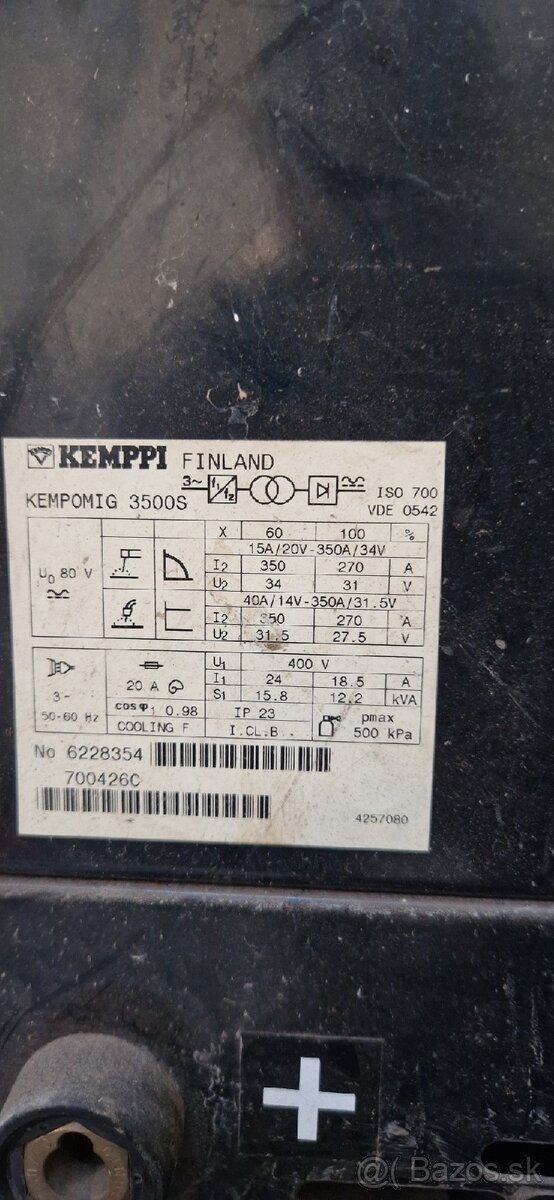 KEMPPI FINLAND
KEMPOMIG 3500S
3~ f1 f2
ISO 700
VDE 0542
X 60 100 %
15A/20V-350A/34V
U0 80 V
I2 350 270 A
U2 34 31 V
40A/14V-350A/31.5V
I2 350 270 A
U2 31.5 27.5 V
U1 400 V
3~
50-60 Hz
20 A
I1 24 18.5 A
S1 15.8 12.2 kVA
cosφ1 0.98
IP 23
pmax
500 kPa
COOLING F
I.CL.B
No 6228354
700426C
4257080
+
@( Bazos.sk